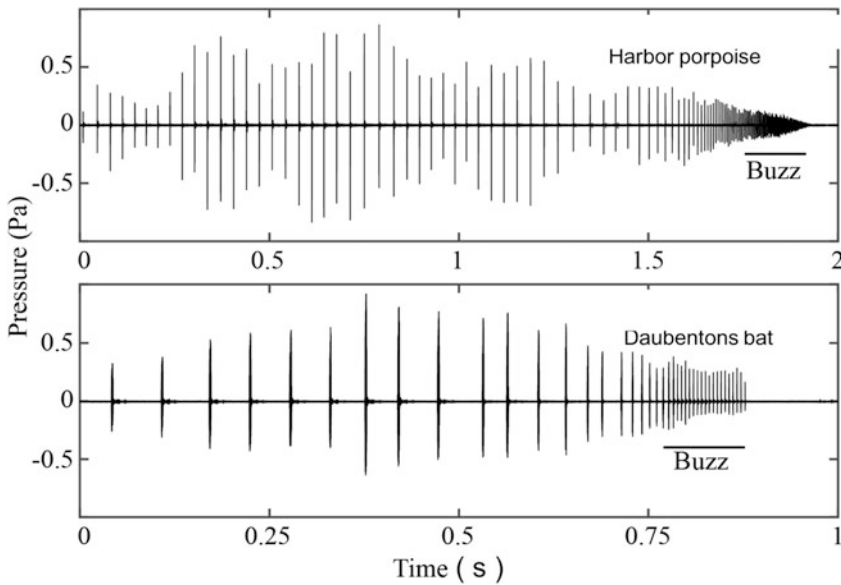 0.5
Harbor porpoise
0
-0.5
Buzz
0 0.5 1 1.5 2
Pressure (Pa)
0.5
Daubentons bat
0
-0.5
Buzz
0 0.25 0.5 0.75 1
Time ( s )